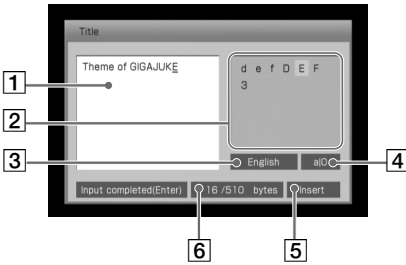 Title
Theme of GIGAJUKE
d e f D E F
3
1
2
3
English
a|0
4
Input completed(Enter)
16 /510 bytes
Insert
6
5